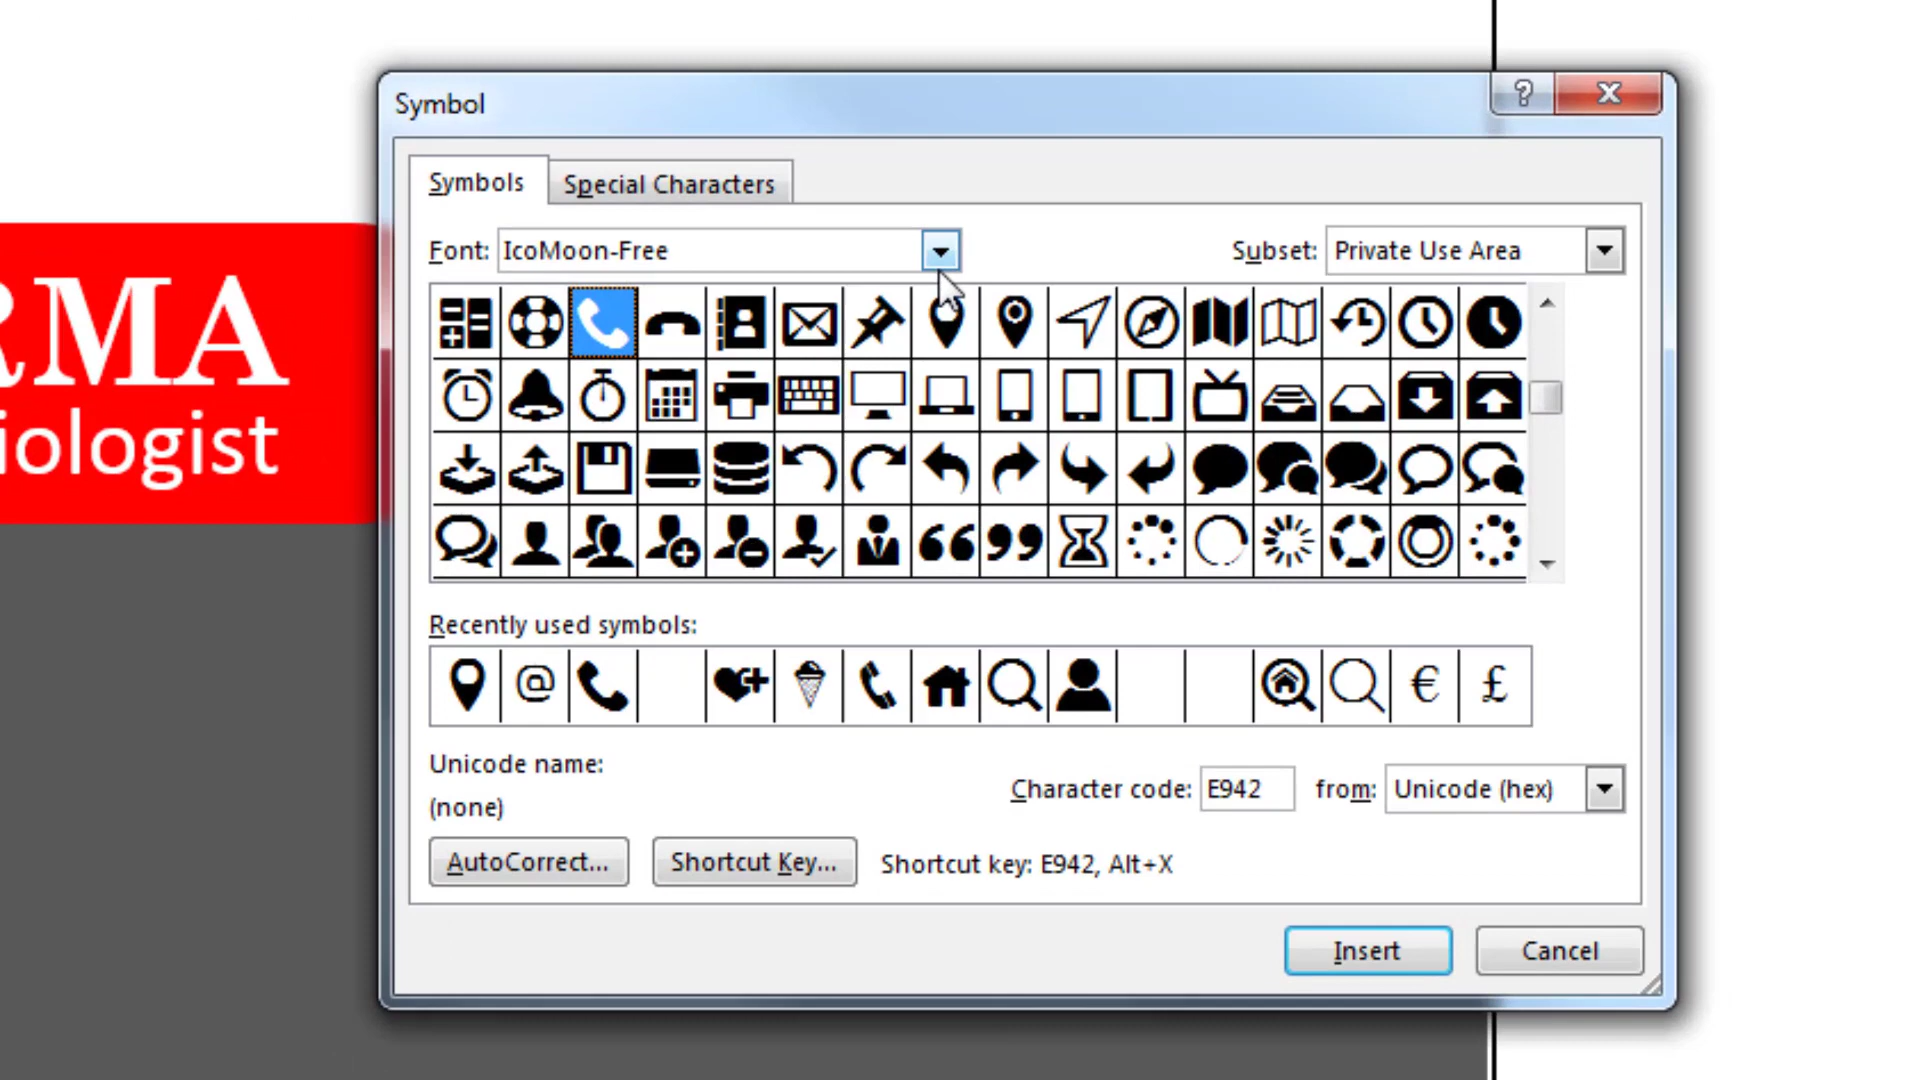 Symbol
?
Symbols
Special Characters
Font: IcoMoon-Free
Subset: Private Use Area
RMA
iologist
Recently used symbols:
@ € £
Unicode name:
(none)
Character code: E942 from: Unicode (hex)
AutoCorrect...
Shortcut Key...
Shortcut key: E942, Alt+X
Insert
Cancel